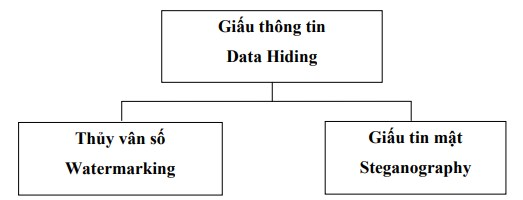 Giấu thông tin
Data Hiding
Thủy vân số
Watermarking
Giấu tin mật
Steganography